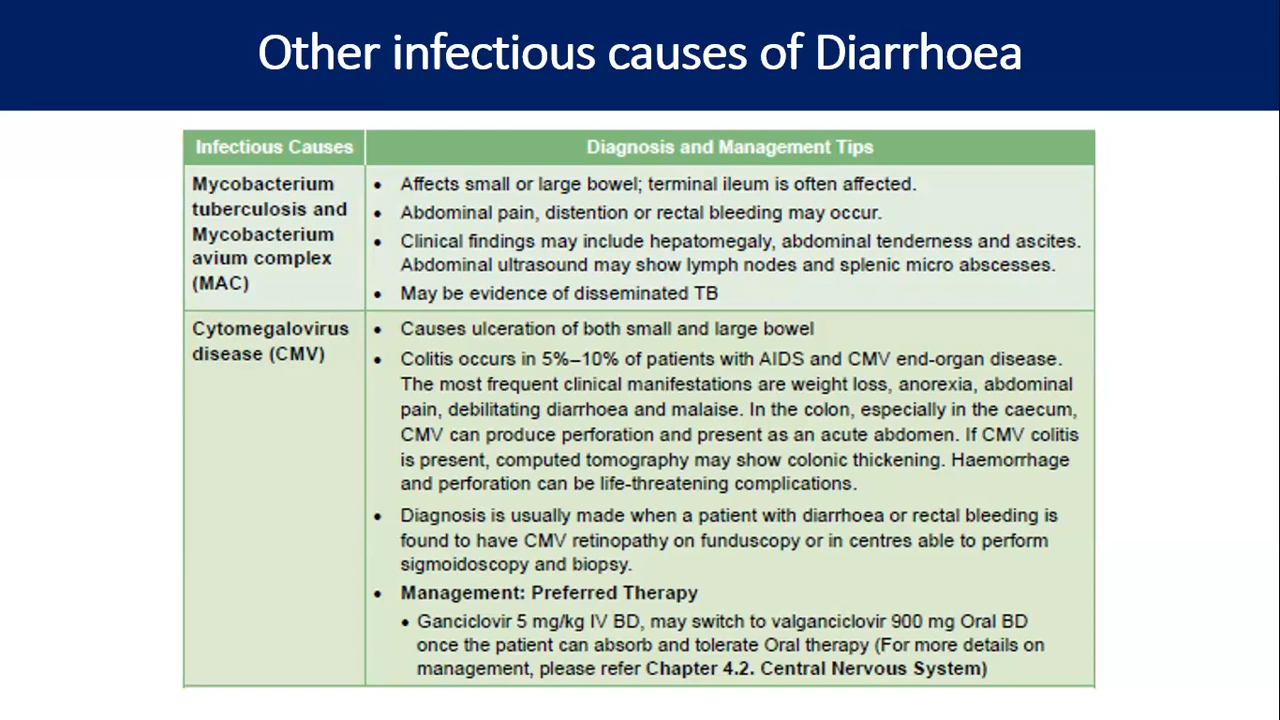 Other infectious causes of Diarrhoea
Infectious Causes
Diagnosis and Management Tips
Mycobacterium
tuberculosis and
Mycobacterium
avium complex
(MAC)
• Affects small or large bowel; terminal ileum is often affected.
• Abdominal pain, distention or rectal bleeding may occur.
• Clinical findings may include hepatomegaly, abdominal tenderness and ascites.
Abdominal ultrasound may show lymph nodes and splenic micro abscesses.
• May be evidence of disseminated TB
Cytomegalovirus
disease (CMV)
• Causes ulceration of both small and large bowel
• Colitis occurs in 5%–10% of patients with AIDS and CMV end-organ disease.
The most frequent clinical manifestations are weight loss, anorexia, abdominal
pain, debilitating diarrhoea and malaise. In the colon, especially in the caecum,
CMV can produce perforation and present as an acute abdomen. If CMV colitis
is present, computed tomography may show colonic thickening. Haemorrhage
and perforation can be life-threatening complications.
• Diagnosis is usually made when a patient with diarrhoea or rectal bleeding is
found to have CMV retinopathy on funduscopy or in centres able to perform
sigmoidoscopy and biopsy.
• Management: Preferred Therapy
• Ganciclovir 5 mg/kg IV BD, may switch to valganciclovir 900 mg Oral BD
once the patient can absorb and tolerate Oral therapy (For more details on
management, please refer Chapter 4.2. Central Nervous System)